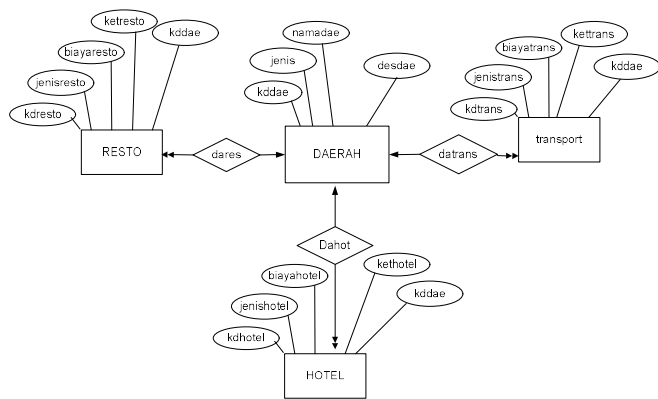 ketresto
kddae
biayaresto
jenisresto
kdresto
RESTO
dares
namadae
jenis
desdae
kddae
DAERAH
datrans
kettrans
biayatrans
kddae
jenistrans
kdtrans
transport
Dahot
biayahotel
kethotel
kddae
jenishotel
kdhotel
HOTEL